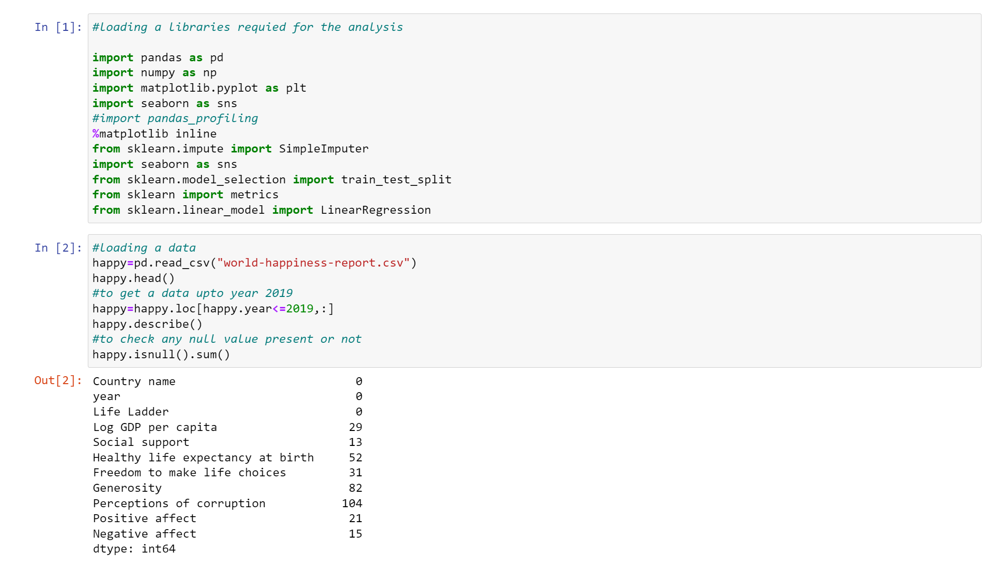 In [1]: #loading a libraries requied for the analysis
import pandas as pd
import numpy as np
import matplotlib.pyplot as plt
import seaborn as sns
#import pandas_profiling
%matplotlib inline
from sklearn.impute import SimpleImputer
import seaborn as sns
from sklearn.model_selection import train_test_split
from sklearn import metrics
from sklearn.linear_model import LinearRegression
In [2]: #loading a data
happy=pd.read_csv("world-happiness-report.csv")
happy.head()
#to get a data upto year 2019
happy=happy.loc[happy.year<=2019,:]
happy.describe()
#to check any null value present or not
happy.isnull().sum()
Out[2]: Country name 0
year 0
Life Ladder 0
Log GDP per capita 29
Social support 13
Healthy life expectancy at birth 52
Freedom to make life choices 31
Generosity 82
Perceptions of corruption 104
Positive affect 21
Negative affect 15
dtype: int64